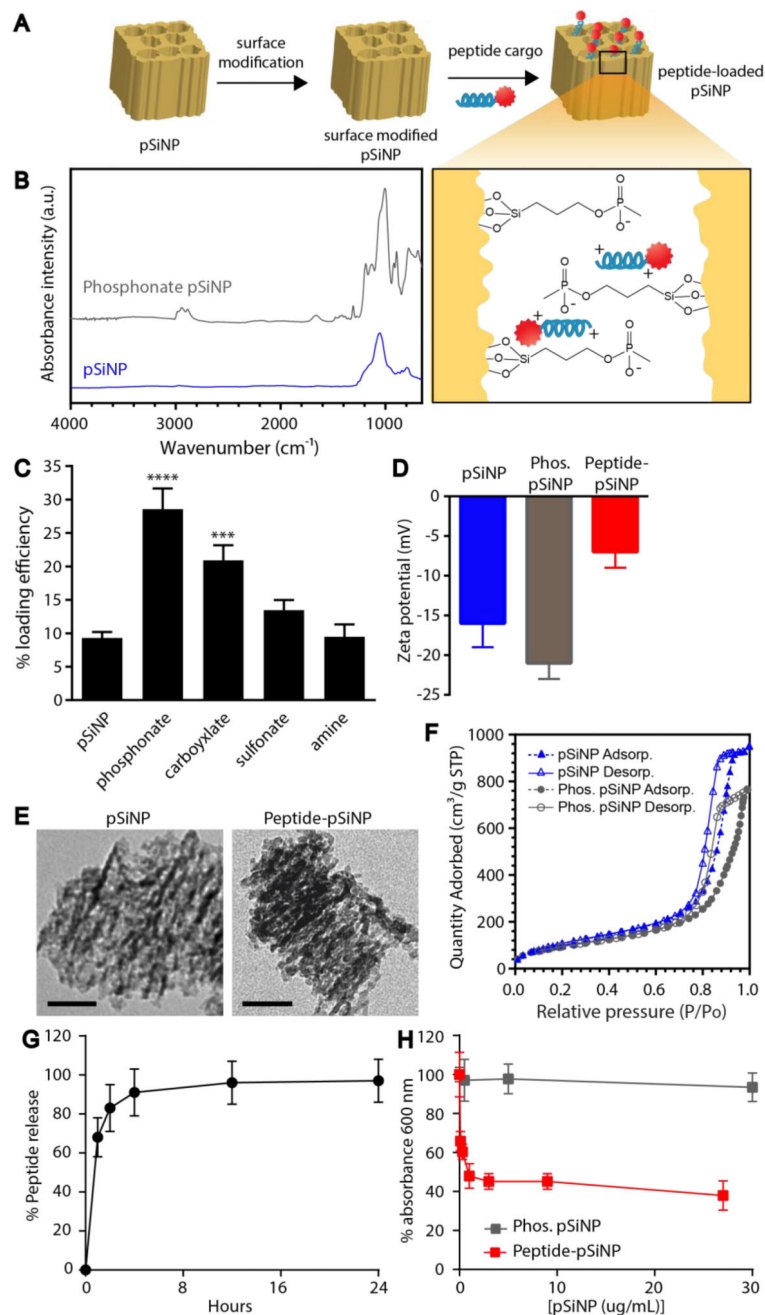 A
surface
modification
peptide cargo
pSiNP
surface modified
pSiNP
peptide-loaded
pSiNP
B
Absorbance intensity (a.u.)
Phosphonate pSiNP
pSiNP
4000
3000
2000
1000
Wavenumber (cm⁻¹)
O
O
Si
O
O
P
O
O⁻
+
+
O
P
O⁻
O
Si
O
O
O
+
+
O
O
Si
O
O
P
O
O⁻
C
% loading efficiency
35
30
25
20
15
10
5
0
****
***
pSiNP
phosphonate
carboyxlate
sulfonate
amine
D
pSiNP
Phos.
pSiNP
Peptide-
pSiNP
Zeta potential (mV)
0
-5
-10
-15
-20
-25
E
pSiNP
Peptide-pSiNP
F
Quantity Adsorbed (cm³/g STP)
1000
800
600
400
200
0
pSiNP Adsorp.
pSiNP Desorp.
Phos. pSiNP Adsorp.
Phos. pSiNP Desorp.
0.0
0.2
0.4
0.6
0.8
1.0
Relative pressure (P/Po)
G
% Peptide release
120
100
80
60
40
20
0
0
8
16
24
Hours
H
% absorbance 600 nm
120
100
80
60
40
20
0
Phos. pSiNP
Peptide-pSiNP
0
10
20
30
[pSiNP (ug/mL)]